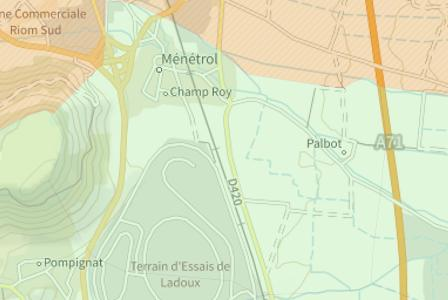 ne Commerciale
Riom Sud
Ménétrol
Champ Roy
Palbot
A71
D420
Pompignat
Terrain d'Essais de
Ladoux